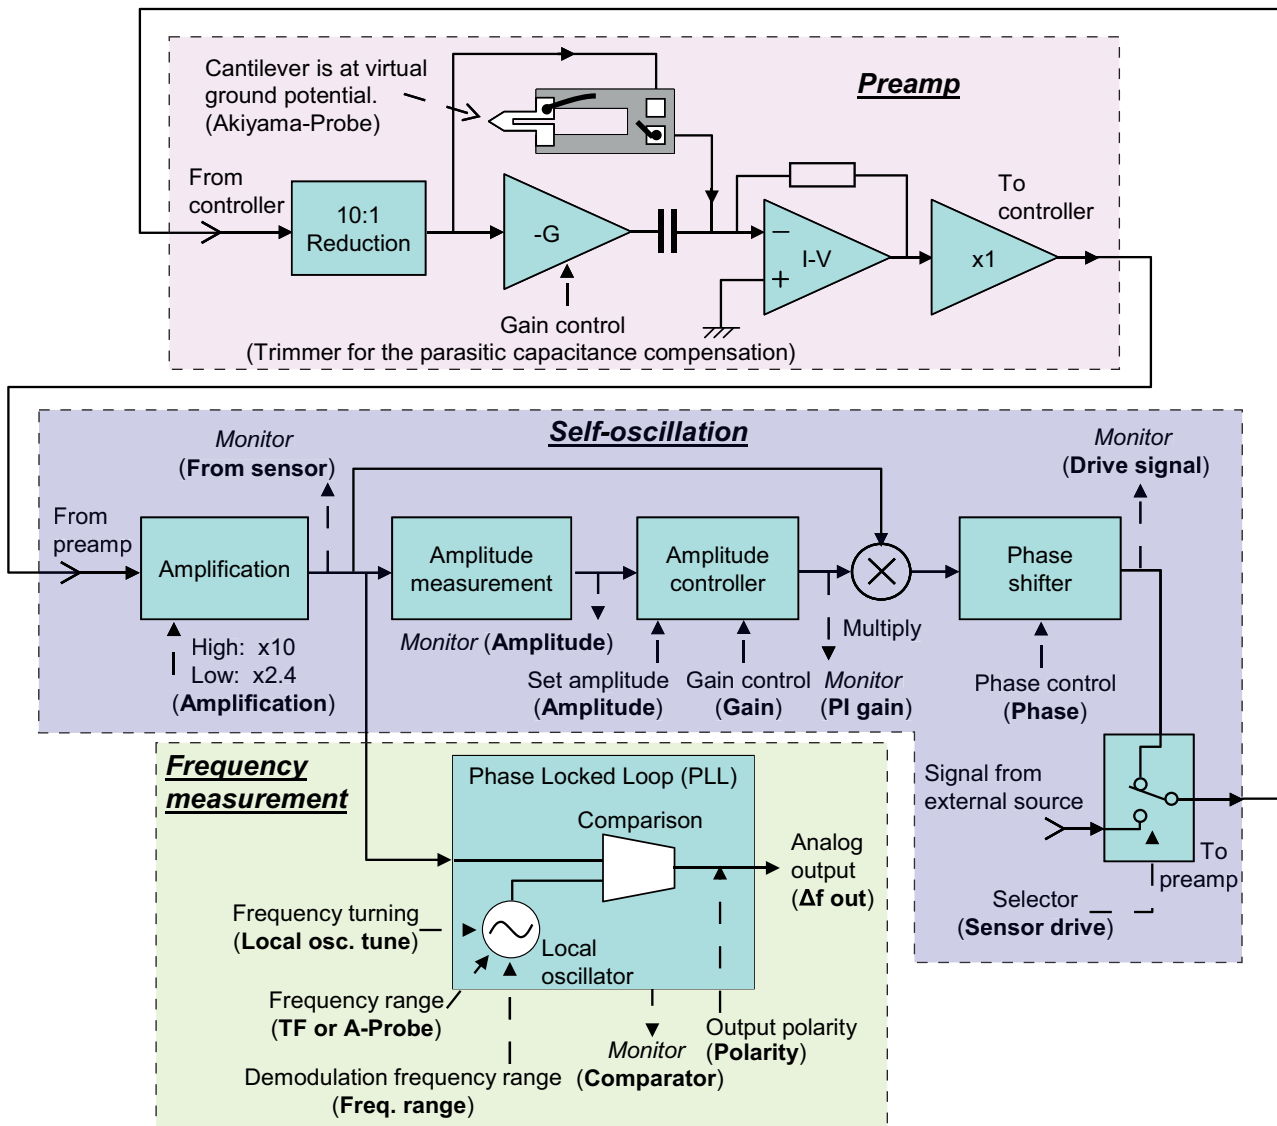 Preamp
Cantilever is at virtual
ground potential.
(Akiyama-Probe)
From
controller
10:1
Reduction
-G
I-V
x1
To
controller
Gain control
(Trimmer for the parasitic capacitance compensation)
Self-oscillation
Monitor
(From sensor)
Monitor
(Drive signal)
From
preamp
Amplification
Amplitude
measurement
Amplitude
controller
Phase
shifter
Multiply
High: x10
Low: x2.4
(Amplification)
Monitor (Amplitude)
Set amplitude
(Amplitude)
Gain control
(Gain)
Monitor
(PI gain)
Phase control
(Phase)
Signal from
external source
To
preamp
Selector
(Sensor drive)
Frequency
measurement
Phase Locked Loop (PLL)
Comparison
Analog
output
(Δf out)
Frequency turning
(Local osc. tune)
Local
oscillator
Frequency range
(TF or A-Probe)
Output polarity
(Polarity)
Monitor
(Comparator)
Demodulation frequency range
(Freq. range)